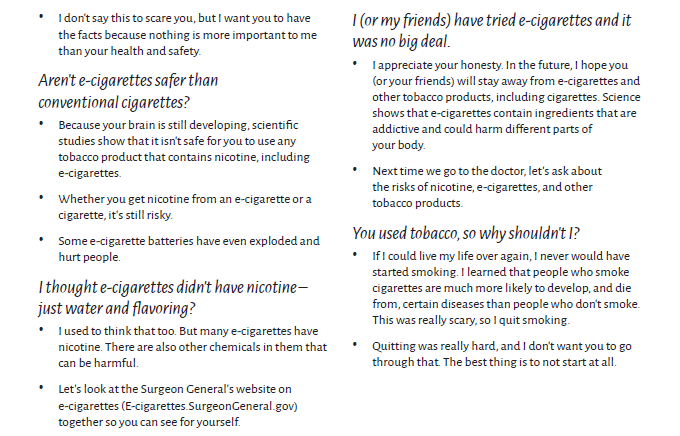 • I don't say this to scare you, but I want you to have
the facts because nothing is more important to me
than your health and safety.
Aren't e-cigarettes safer than
conventional cigarettes?
• Because your brain is still developing, scientific
studies show that it isn't safe for you to use any
tobacco product that contains nicotine, including
e-cigarettes.
• Whether you get nicotine from an e-cigarette or a
cigarette, it's still risky.
• Some e-cigarette batteries have even exploded and
hurt people.
I thought e-cigarettes didn't have nicotine—
just water and flavoring?
• I used to think that too. But many e-cigarettes have
nicotine. There are also other chemicals in them that
can be harmful.
• Let's look at the Surgeon General's website on
e-cigarettes (E-cigarettes.SurgeonGeneral.gov)
together so you can see for yourself.
I (or my friends) have tried e-cigarettes and it
was no big deal.
• I appreciate your honesty. In the future, I hope you
(or your friends) will stay away from e-cigarettes and
other tobacco products, including cigarettes. Science
shows that e-cigarettes contain ingredients that are
addictive and could harm different parts of
your body.
• Next time we go to the doctor, let's ask about
the risks of nicotine, e-cigarettes, and other
tobacco products.
You used tobacco, so why shouldn't I?
• If I could live my life over again, I never would have
started smoking. I learned that people who smoke
cigarettes are much more likely to develop, and die
from, certain diseases than people who don't smoke.
This was really scary, so I quit smoking.
• Quitting was really hard, and I don't want you to go
through that. The best thing is to not start at all.